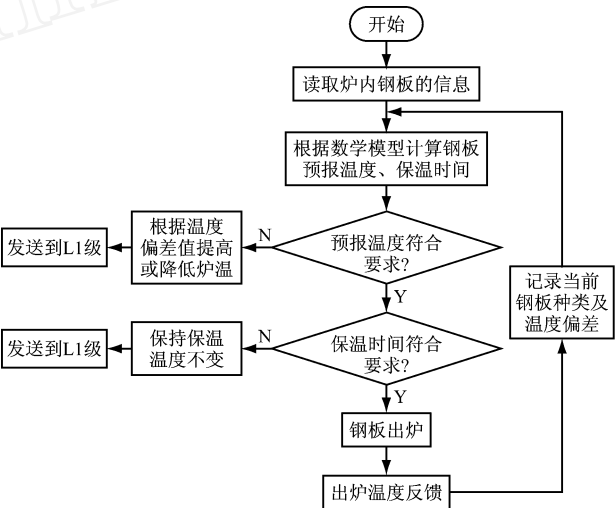 开始
读取炉内钢板的信息
根据数学模型计算钢板
预报温度、保温时间
预报温度符合
要求?
N
根据温度
偏差值提高
或降低炉温
发送到L1级
Y
保温时间符合
要求?
N
保持保温
温度不变
发送到L1级
Y
钢板出炉
出炉温度反馈
记录当前
钢板种类及
温度偏差